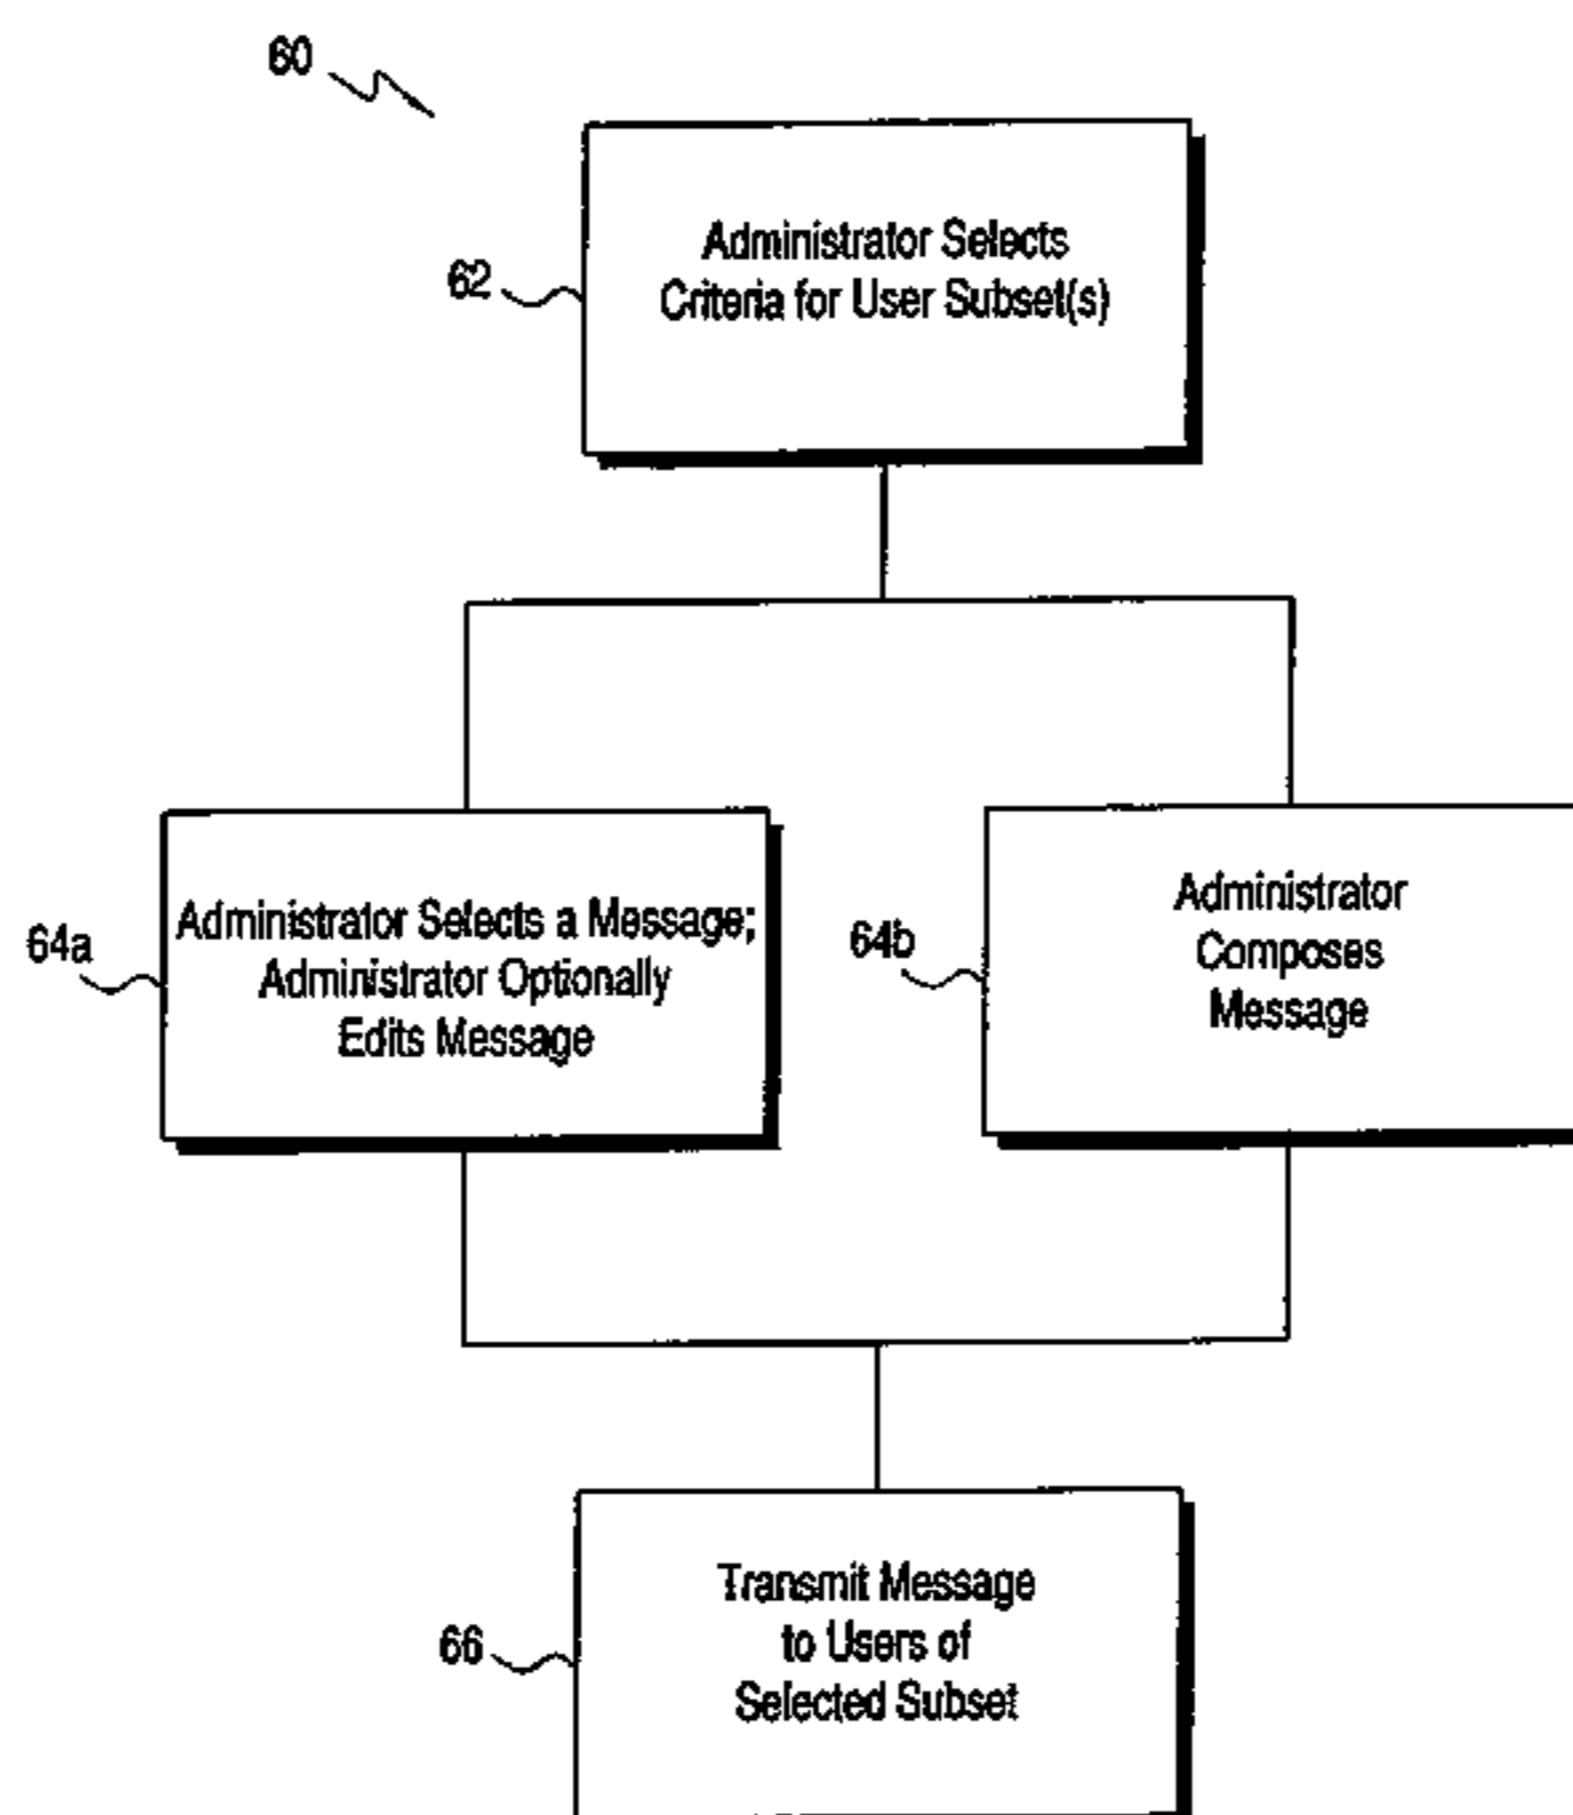 60
Administrator Selects
Criteria for User Subset(s)
62
Administrator Selects a Message;
Administrator Optionally
Edits Message
64a
Administrator
Composes
Message
64b
Transmit Message
to Users of
Selected Subset
66